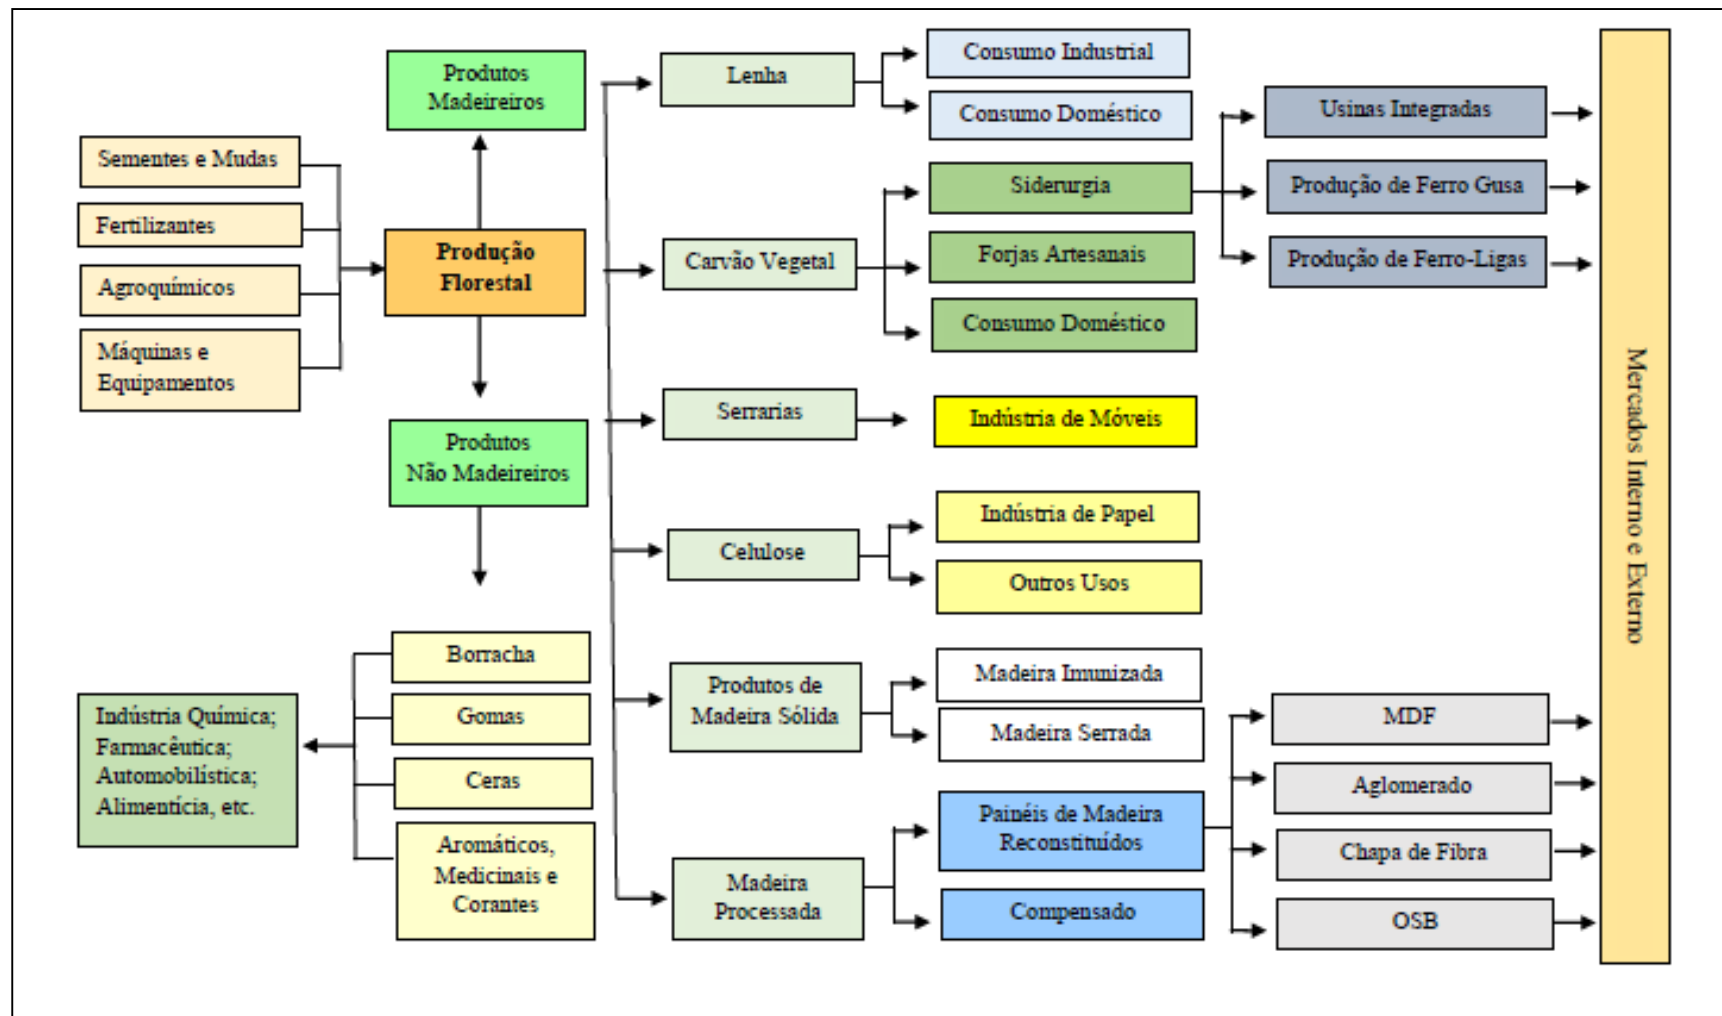 Sementes e Mudas
Fertilizantes
Agroquímicos
Máquinas e
Equipamentos
Produtos
Madeireiros
Produção
Florestal
Produtos
Não Madeireiros
Borracha
Gomas
Ceras
Aromáticos,
Medicinais e
Corantes
Indústria Química;
Farmacêutica;
Automobilística;
Alimentícia, etc.
Lenha
Carvão Vegetal
Serrarias
Celulose
Produtos de
Madeira Sólida
Madeira
Processada
Consumo Industrial
Consumo Doméstico
Siderurgia
Forjas Artesanais
Consumo Doméstico
Indústria de Móveis
Indústria de Papel
Outros Usos
Madeira Imunizada
Madeira Serrada
Painéis de Madeira
Reconstituídos
Compensado
Usinas Integradas
Produção de Ferro Gusa
Produção de Ferro-Ligas
MDF
Aglomerado
Chapa de Fibra
OSB
Mercados Interno e Externo